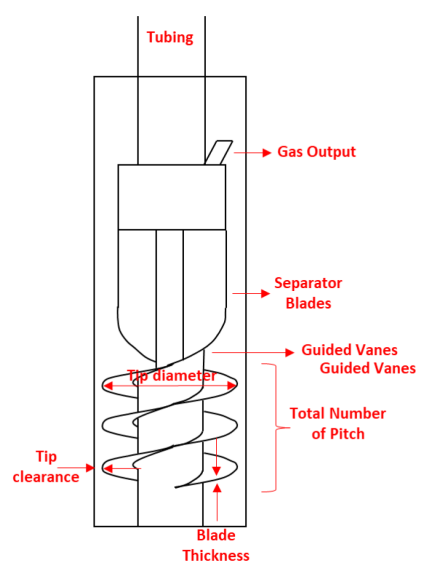 Tubing
Gas Output
Separator
Blades
Guided Vanes
Guided Vanes
Tip diameter
Total Number
of Pitch
Tip
clearance
Blade
Thickness